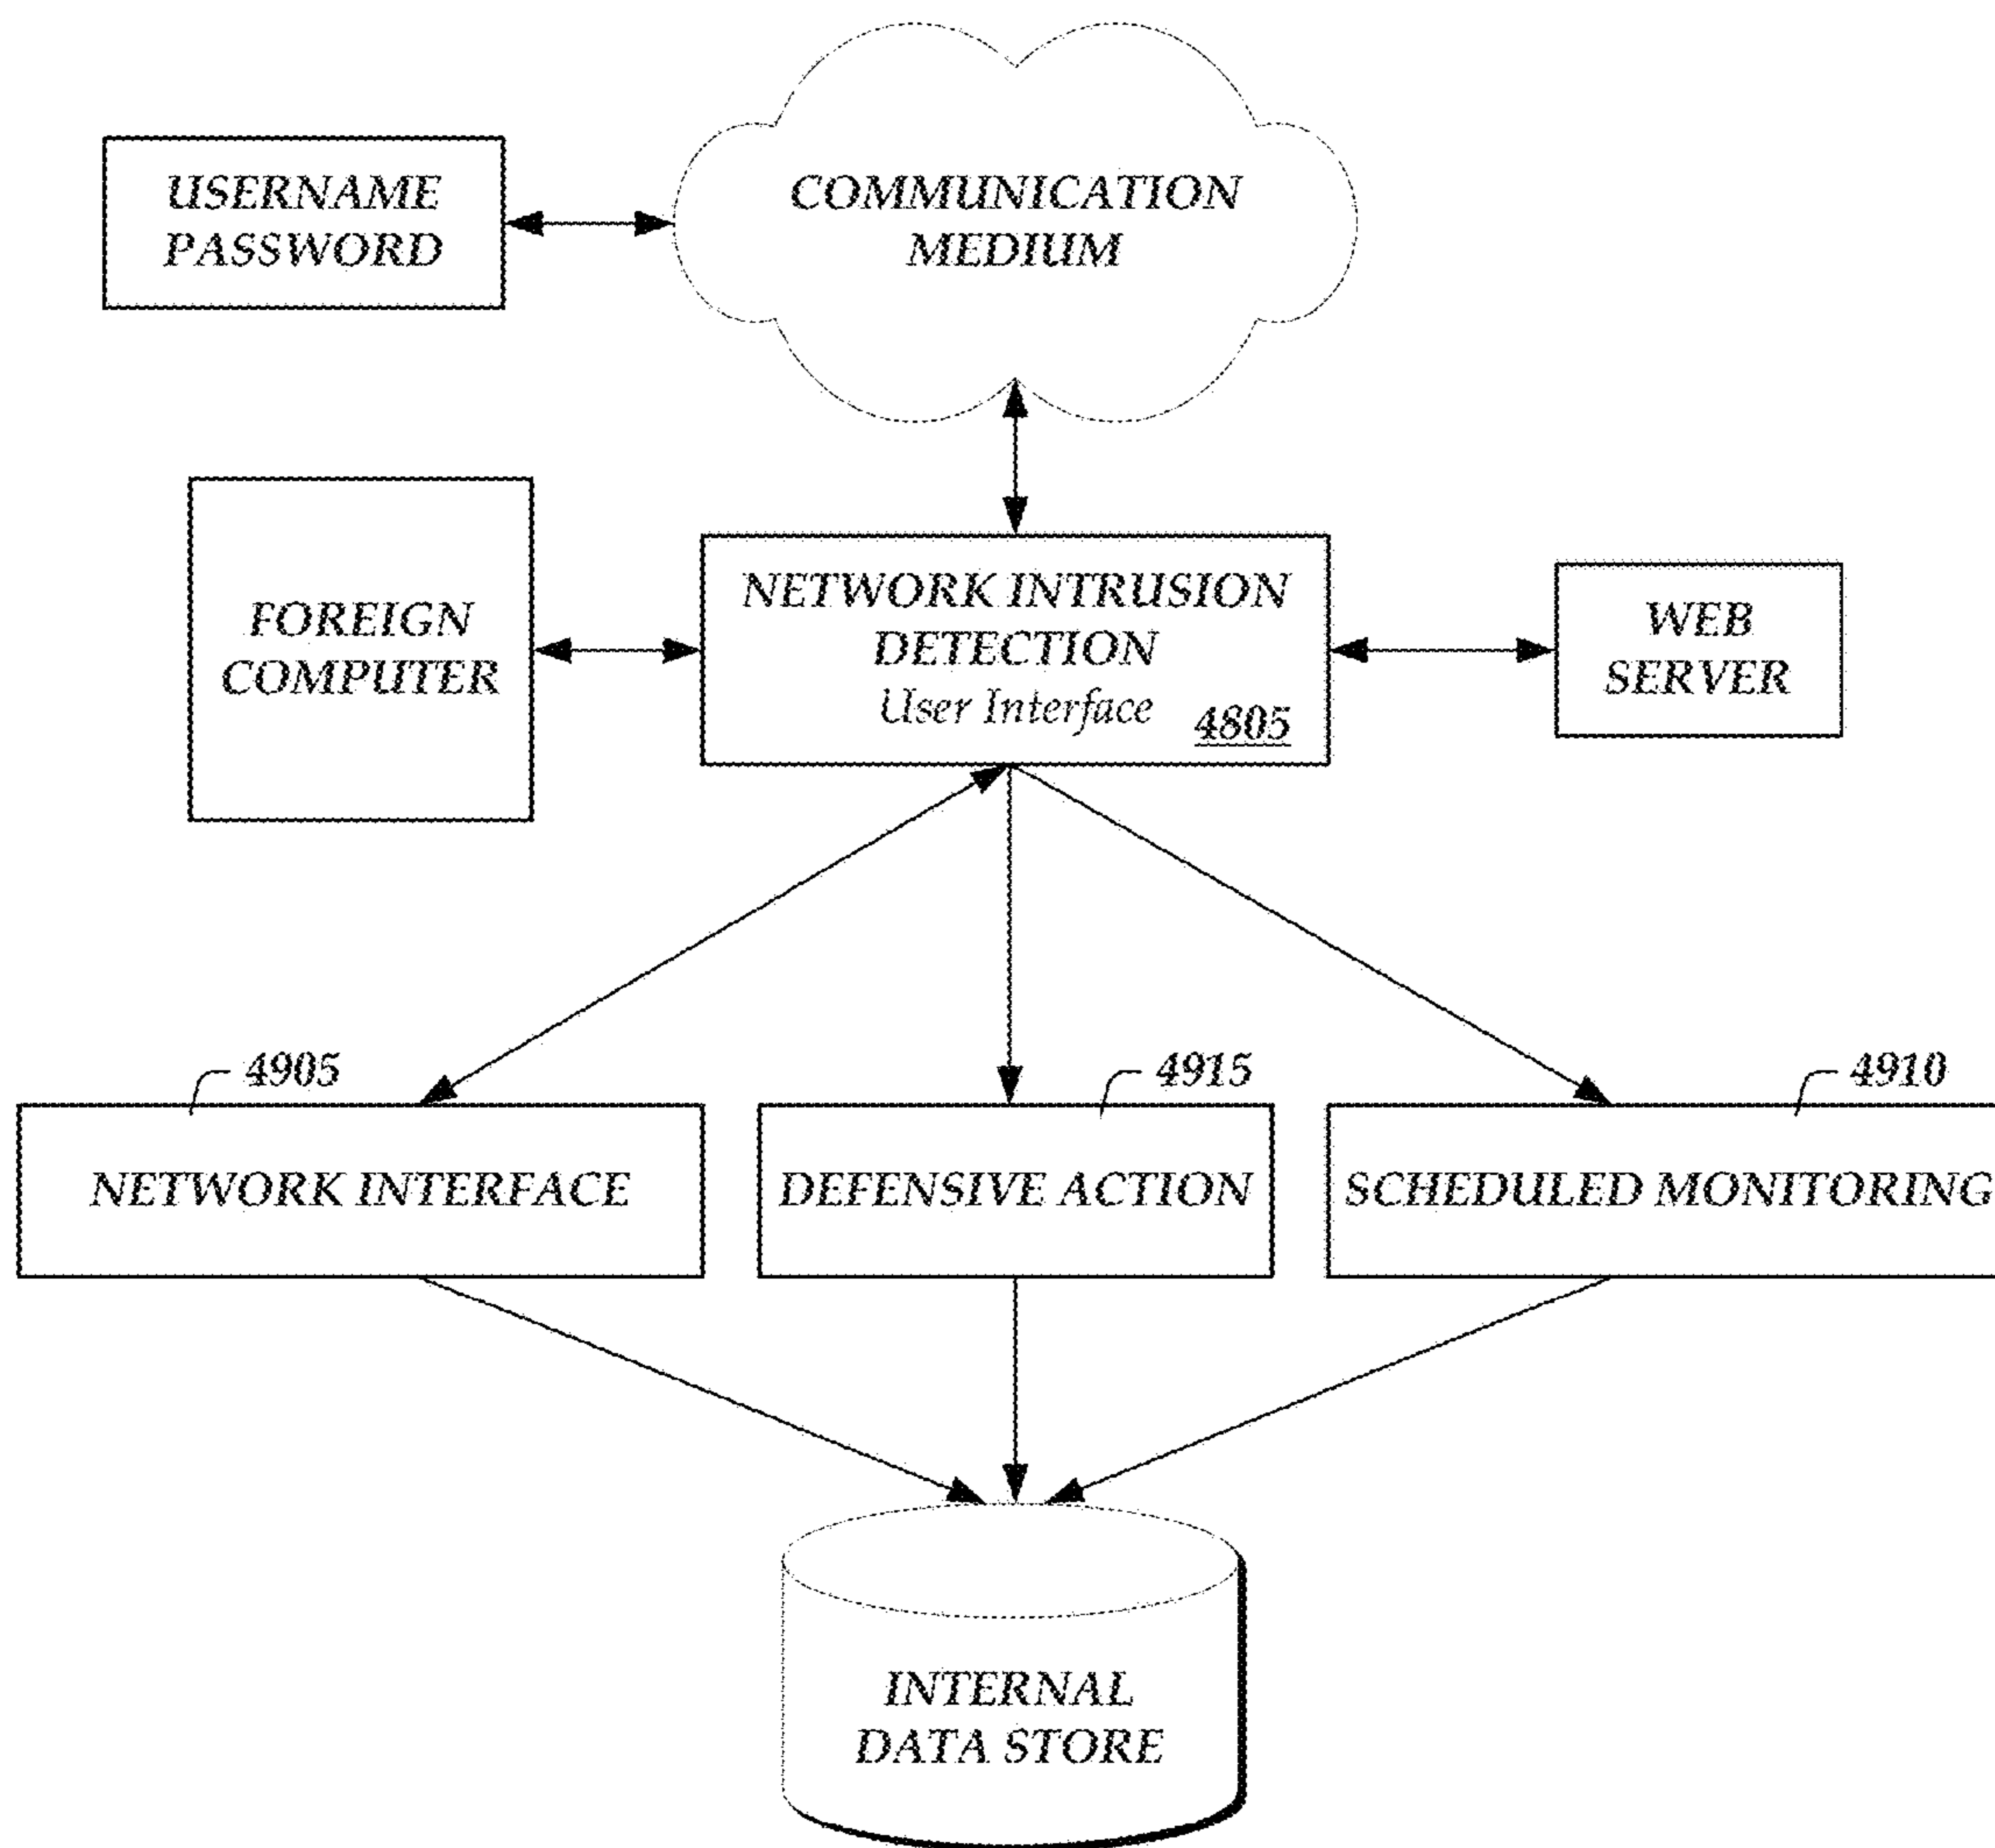 USERNAME
PASSWORD
COMMUNICATION
MEDIUM
FOREIGN
COMPUTER
NETWORK INTRUSION
DETECTION
User Interface
4805
WEB
SERVER
4905
NETWORK INTERFACE
4915
DEFENSIVE ACTION
4910
SCHEDULED MONITORING
INTERNAL
DATA STORE